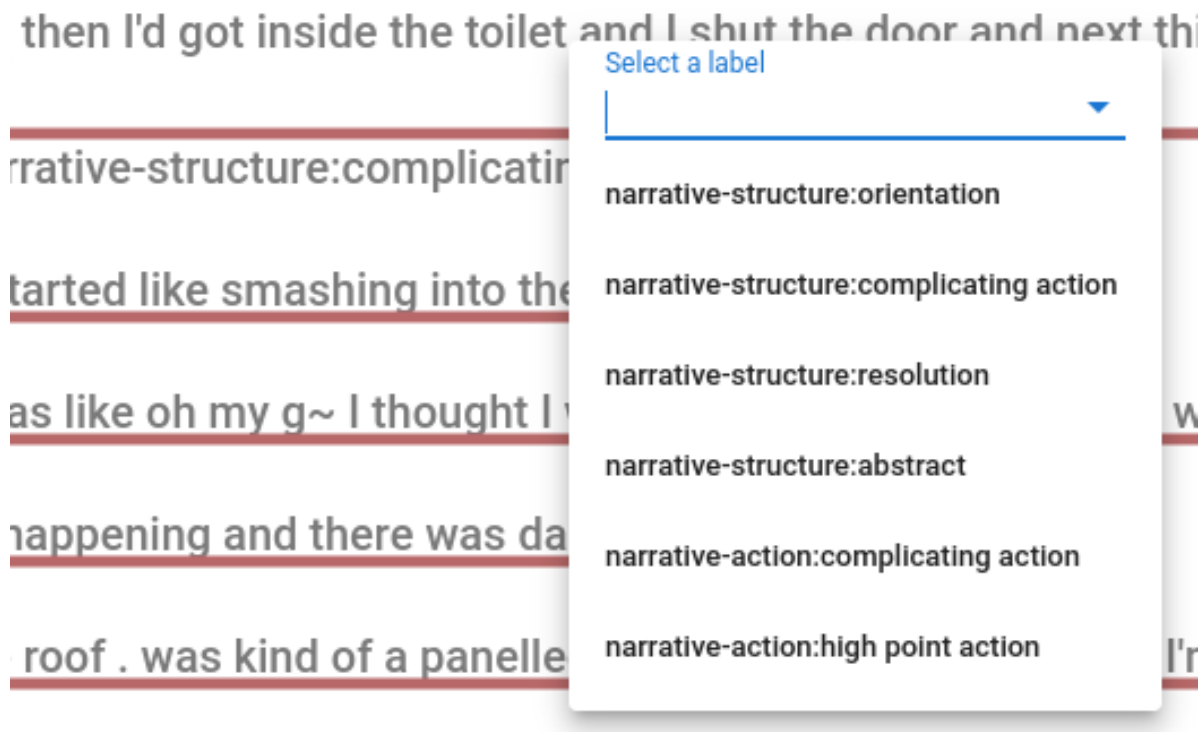 then I'd got inside the toilet and I shut the door and next thi
Select a label
narrative-structure:orientation
narrative-structure:complicating action
narrative-structure:resolution
narrative-structure:abstract
narrative-action:complicating action
narrative-action:high point action
rrative-structure:complicatin
tarted like smashing into the
as like oh my g~ I thought I w
happening and there was da
roof . was kind of a panelle
I'm